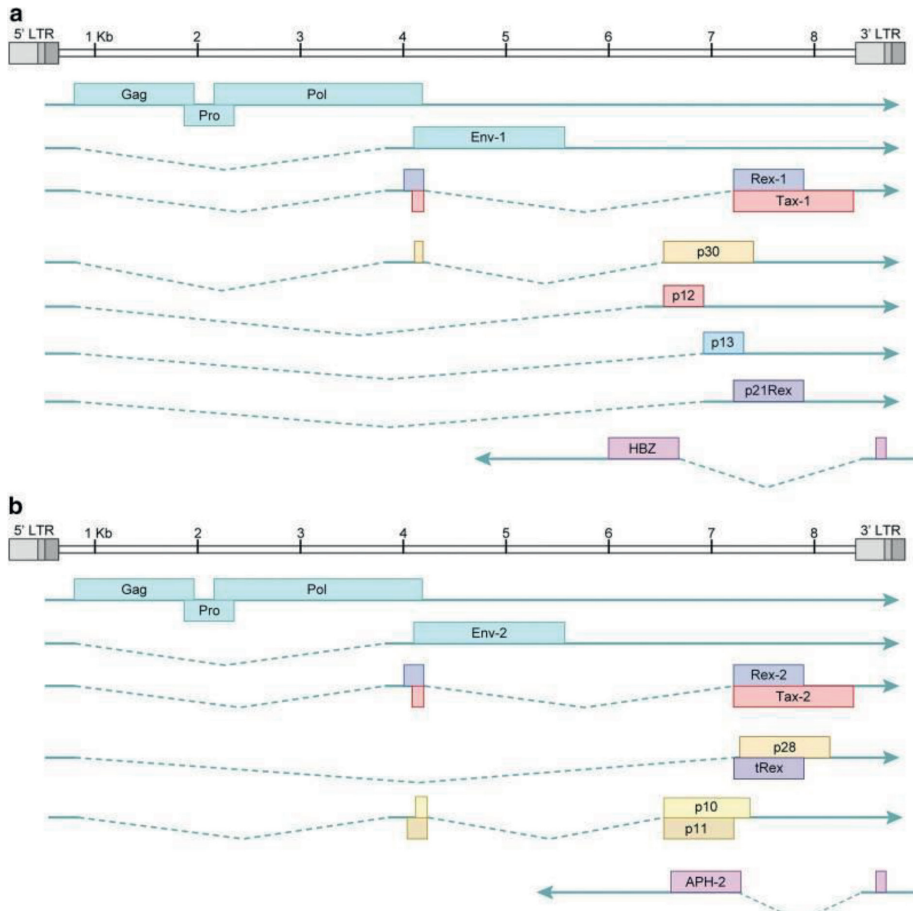 a
5' LTR 1 Kb 2 3 4 5 6 7 8 3' LTR
Gag Pol
Pro
Env-1
Rex-1
Tax-1
p30
p12
p13
p21Rex
HBZ
b
5' LTR 1 Kb 2 3 4 5 6 7 8 3' LTR
Gag Pol
Pro
Env-2
Rex-2
Tax-2
p28
tRex
p10
p11
APH-2